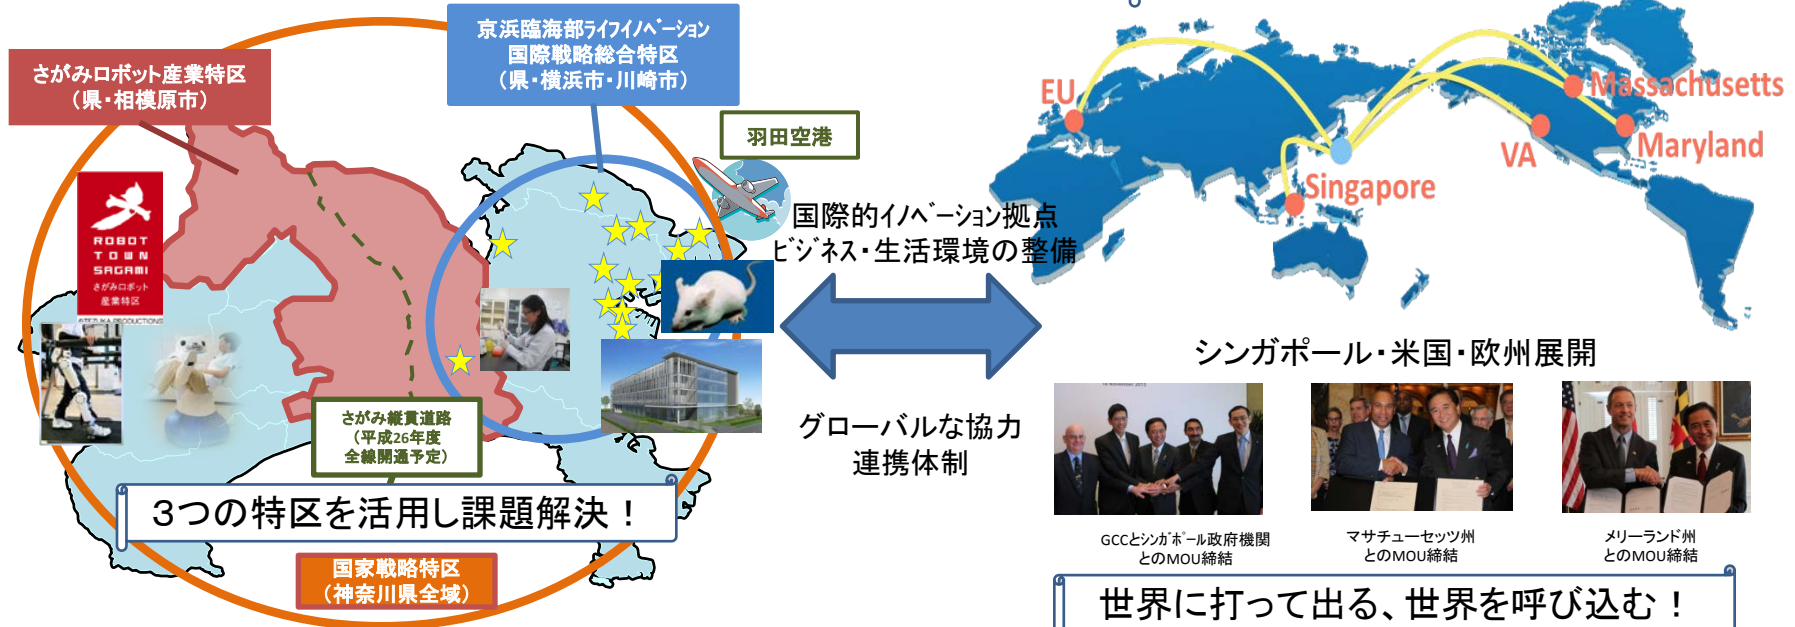 京浜臨海部ライフイノベーション
国際戦略総合特区
（県・横浜市・川崎市）
さがみロボット産業特区
（県・相模原市）
羽田空港
ROBOT
TOWN
SAGAMI
さがみロボット
産業特区
©TEZUKA PRODUCTIONS
さがみ縦貫道路
（平成26年度
全線開通予定）
3つの特区を活用し課題解決！
国家戦略特区
（神奈川県全域）
国際的イノベーション拠点
ビジネス・生活環境の整備
グローバルな協力
連携体制
EU
Massachusetts
VA
Maryland
Singapore
シンガポール・米国・欧州展開
GCCとシンガポール政府機関
とのMOU締結
マサチューセッツ州
とのMOU締結
メリーランド州
とのMOU締結
世界に打って出る、世界を呼び込む！